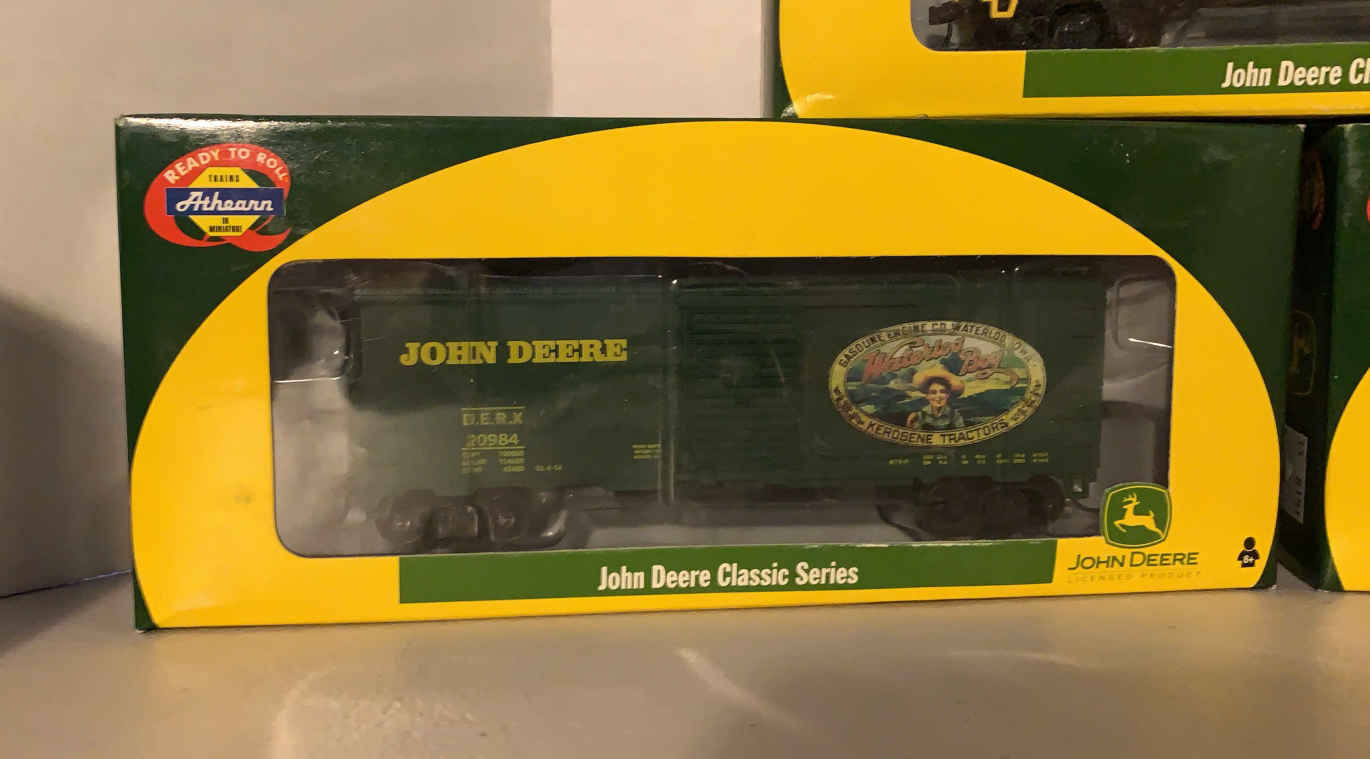 John Deere Cl
READY TO ROLL
TRAINS
Athearn
IN
MINIATURE
JOHN DEERE
D.E.R.X
20984
GASOLINE ENGINE CO. WATERLOO, IOWA.
Waterloo Boy
KEROSENE TRACTORS
John Deere Classic Series
JOHN DEERE
LICENSED PRODUCT
6+